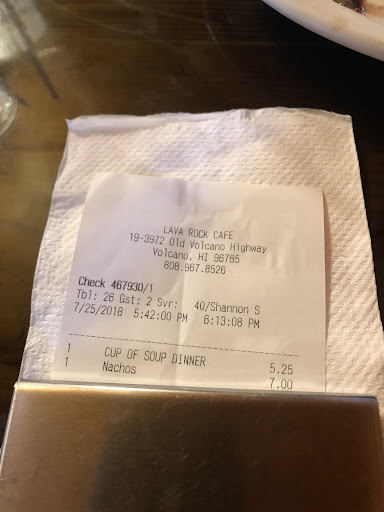 LAVA ROCK CAFE
19-3972 Old Volcano Highway
Volcano, HI 96785
808.967.8526
Check 467930/1
Tbl: 26 Gst: 2 Svr: 40/Shannon S
7/25/2018 5:42:00 PM 6:13:08 PM
1 CUP OF SOUP DINNER 5.25
1 Nachos 7.00